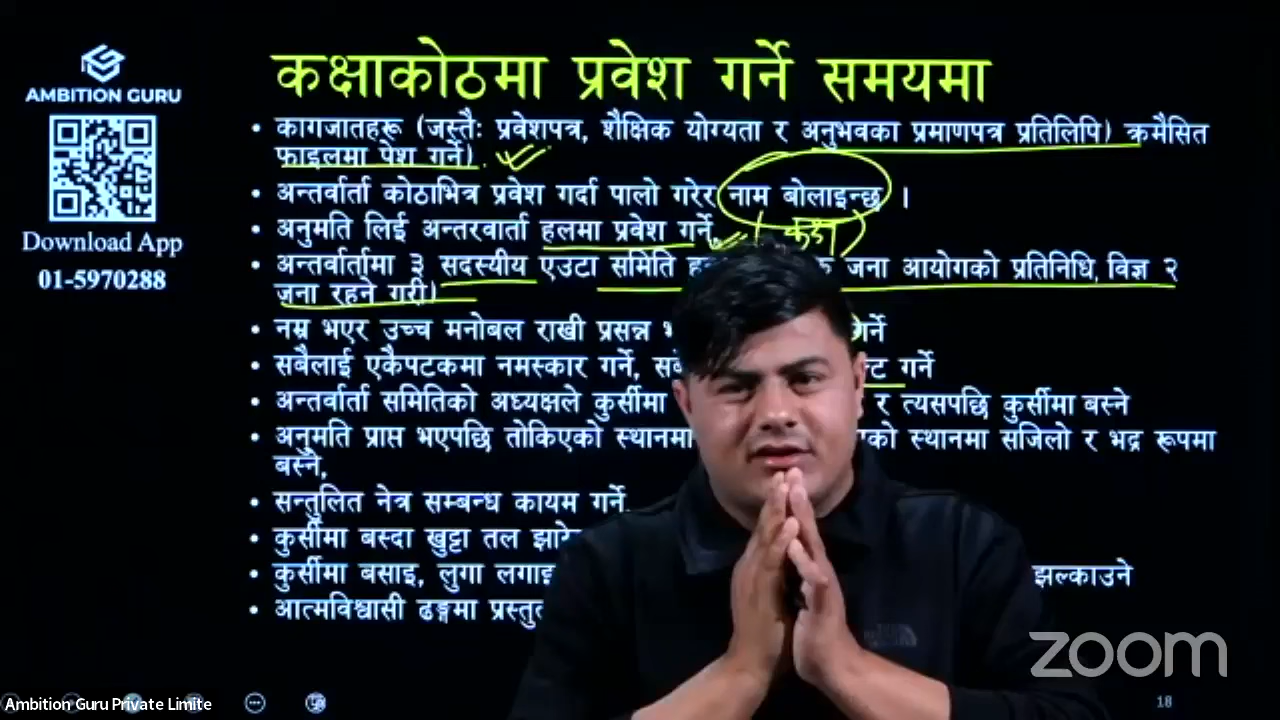 AMBITION GURU
Download App
01-5970288
कक्षाकोठमा प्रवेश गर्ने समयमा
• कागजातहरू (जस्तैः प्रवेशपत्र, शैक्षिक योग्यता र अनुभवका प्रमाणपत्र प्रतिलिपि) क्रमैसित
फाइलमा पेश गर्ने)
• अन्तर्वार्ता कोठाभित्र प्रवेश गर्दा पालो गरेर नाम बोलाइन्छ ।
• अनुमति लिई अन्तरवार्ता हलमा प्रवेश गर्ने,
• अन्तर्वार्तामा ३ सदस्यीय एउटा समिति जना आयोगको प्रतिनिधि, विज्ञ २
जना रहने गरी)
• नम्र भएर उच्च मनोबल राखी प्रसन्न गर्ने
• सबैलाई एकैपटकमा नमस्कार गर्ने, गर्ने
• अन्तर्वार्ता समितिको अध्यक्षले कुर्सीमा र त्यसपछि कुर्सीमा बस्ने
• अनुमति प्राप्त भएपछि तोकिएको स्थानमा स्थानमा सजिलो र भद्र रूपमा
बस्ने,
• सन्तुलित नेत्र सम्बन्ध कायम गर्ने
• कुर्सीमा बस्दा खुट्टा तल
• कुर्सीमा बसाइ, लुगा झल्काउने
• आत्मविश्वासी ढङ्गमा
zoom
Ambition Guru Private Limite
18